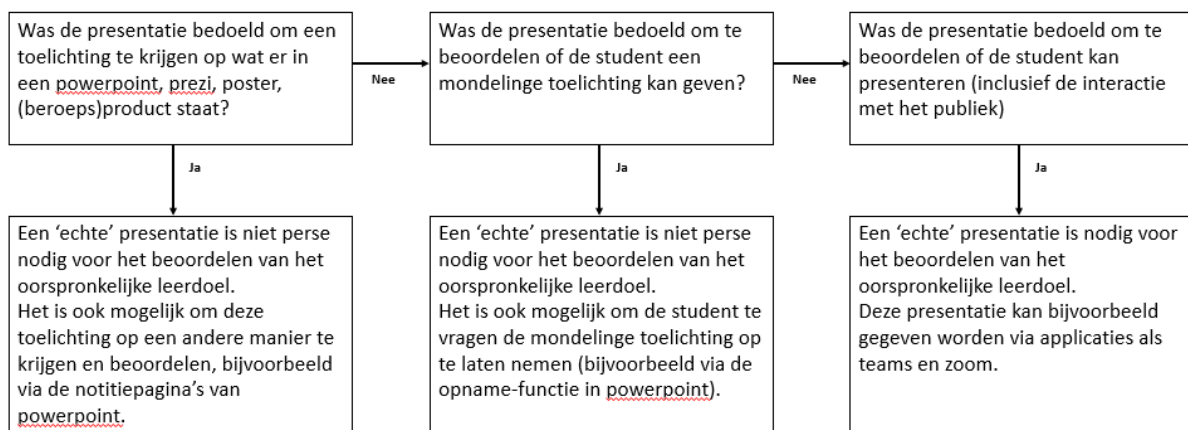 Was de presentatie bedoeld om een
toelichting te krijgen op wat er in
een powerpoint, prezi, poster,
(beroeps)product staat?
Nee
Was de presentatie bedoeld om te
beoordelen of de student een
mondelinge toelichting kan geven?
Nee
Was de presentatie bedoeld om te
beoordelen of de student kan
presenteren (inclusief de interactie
met het publiek)
Ja
Ja
Ja
Een ‘echte’ presentatie is niet perse
nodig voor het beoordelen van het
oorspronkelijke leerdoel.
Het is ook mogelijk om deze
toelichting op een andere manier te
krijgen en beoordelen, bijvoorbeeld
via de notitiepagina’s van
powerpoint.
Een ‘echte’ presentatie is niet perse
nodig voor het beoordelen van het
oorspronkelijke leerdoel.
Het is ook mogelijk om de student te
vragen de mondelinge toelichting op
te laten nemen (bijvoorbeeld via de
opname-functie in powerpoint).
Een ‘echte’ presentatie is nodig voor
het beoordelen van het
oorspronkelijke leerdoel.
Deze presentatie kan bijvoorbeeld
gegeven worden via applicaties als
teams en zoom.